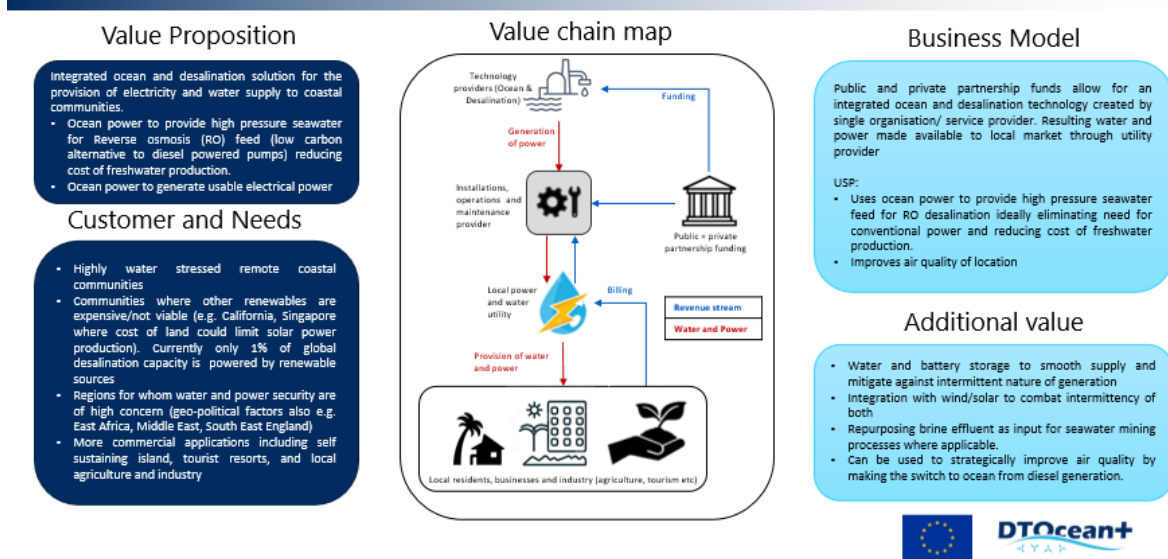 Value Proposition
Integrated ocean and desalination solution for the
provision of electricity and water supply to coastal
communities.
• Ocean power to provide high pressure seawater
for Reverse osmosis (RO) feed (low carbon
alternative to diesel powered pumps) reducing
cost of freshwater production.
• Ocean power to generate usable electrical power
Customer and Needs
• Highly water stressed remote coastal
communities
• Communities where other renewables are
expensive/not viable (e.g. California, Singapore
where cost of land could limit solar power
production). Currently only 1% of global
desalination capacity is powered by renewable
sources
• Regions for whom water and power security are
of high concern (geo-political factors also e.g.
East Africa, Middle East, South East England)
• More commercial applications including self
sustaining island, tourist resorts, and local
agriculture and industry
Value chain map
Technology
providers (Ocean &
Desalination)
Funding
Generation
of power
Installations,
operations and
maintenance
provider
Public = private
partnership funding
Local power
and water
utility
Billing
Revenue stream
Water and Power
Provision of water
and power
Local residents, businesses and industry (agriculture, tourism etc)
Business Model
Public and private partnership funds allow for an
integrated ocean and desalination technology created by
single organisation/ service provider. Resulting water and
power made available to local market through utility
provider
USP:
• Uses ocean power to provide high pressure seawater
feed for RO desalination ideally eliminating need for
conventional power and reducing cost of freshwater
production.
• Improves air quality of location
Additional value
• Water and battery storage to smooth supply and
mitigate against intermittent nature of generation
• Integration with wind/solar to combat intermittency of
both
• Repurposing brine effluent as input for seawater mining
processes where applicable.
• Can be used to strategically improve air quality by
making the switch to ocean from diesel generation.
DTOcean+